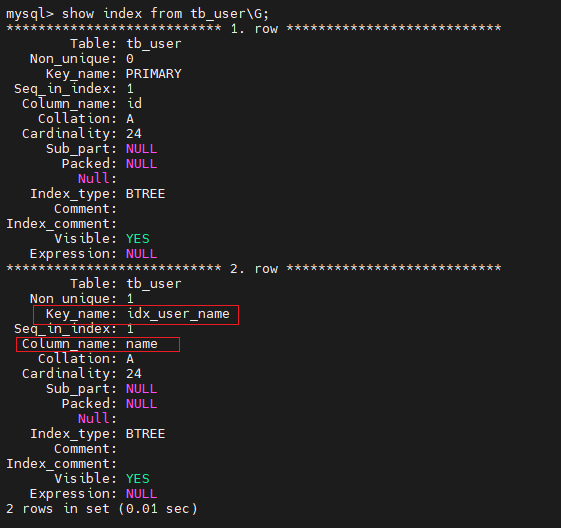 mysql> show index from tb_user\G;
*************************** 1. row ***************************
Table: tb_user
Non_unique: 0
Key_name: PRIMARY
Seq_in_index: 1
Column_name: id
Collation: A
Cardinality: 24
Sub_part: NULL
Packed: NULL
Null:
Index_type: BTREE
Comment:
Index_comment:
Visible: YES
Expression: NULL
*************************** 2. row ***************************
Table: tb_user
Non_unique: 1
Key_name: idx_user_name
Seq_in_index: 1
Column_name: name
Collation: A
Cardinality: 24
Sub_part: NULL
Packed: NULL
Null:
Index_type: BTREE
Comment:
Index_comment:
Visible: YES
Expression: NULL
2 rows in set (0.01 sec)